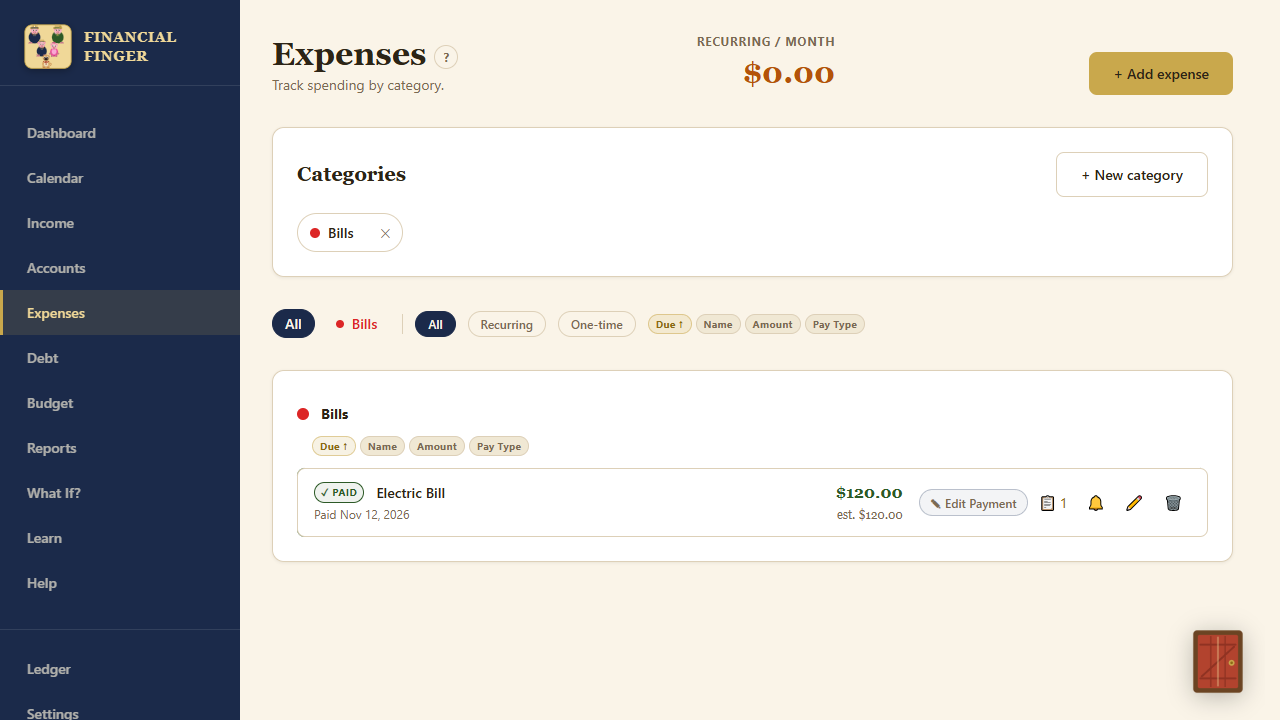 FINANCIAL
FINGER
Dashboard
Calendar
Income
Accounts
Expenses
Debt
Budget
Reports
What If?
Learn
Help
Ledger
Settings
Expenses ?
Track spending by category.
RECURRING / MONTH
$0.00
+ Add expense
Categories
+ New category
Bills ×
All Bills All Recurring One-time Due ↑ Name Amount Pay Type
Bills
Due ↑ Name Amount Pay Type
✓ PAID Electric Bill
Paid Nov 12, 2026
$120.00
est. $120.00
Edit Payment
1